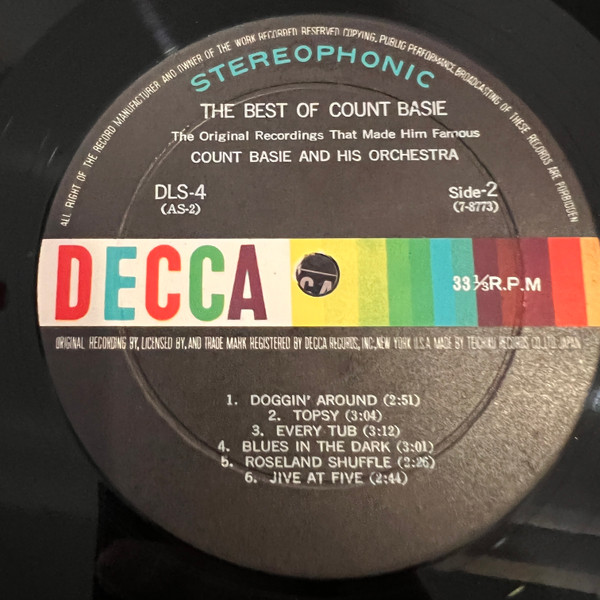 ALL RIGHT OF THE RECORD MANUFACTURER AND OWNER OF THE WORK RECORDED RESERVED COPYING, PUBLIC PERFORMANCE, BROADCASTING OF THESE RECORDS ARE FORBIDDEN
STEREOPHONIC
THE BEST OF COUNT BASIE
The Original Recordings That Made Him Famous
COUNT BASIE AND HIS ORCHESTRA
DLS-4 Side-2
(AS-2) (7-8773)
DECCA 33⅓R.P.M
ORIGINAL RECORDING BY, LICENSED BY, AND TRADE MARK REGISTERED BY DECCA RECORDS, INC., NEW YORK U.S.A. MADE BY TEICHIKU RECORDS CO. LTD. JAPAN
1. DOGGIN' AROUND (2:51)
2. TOPSY (3:04)
3. EVERY TUB (3:12)
4. BLUES IN THE DARK (3:01)
5. ROSELAND SHUFFLE (2:26)
6. JIVE AT FIVE (2:44)